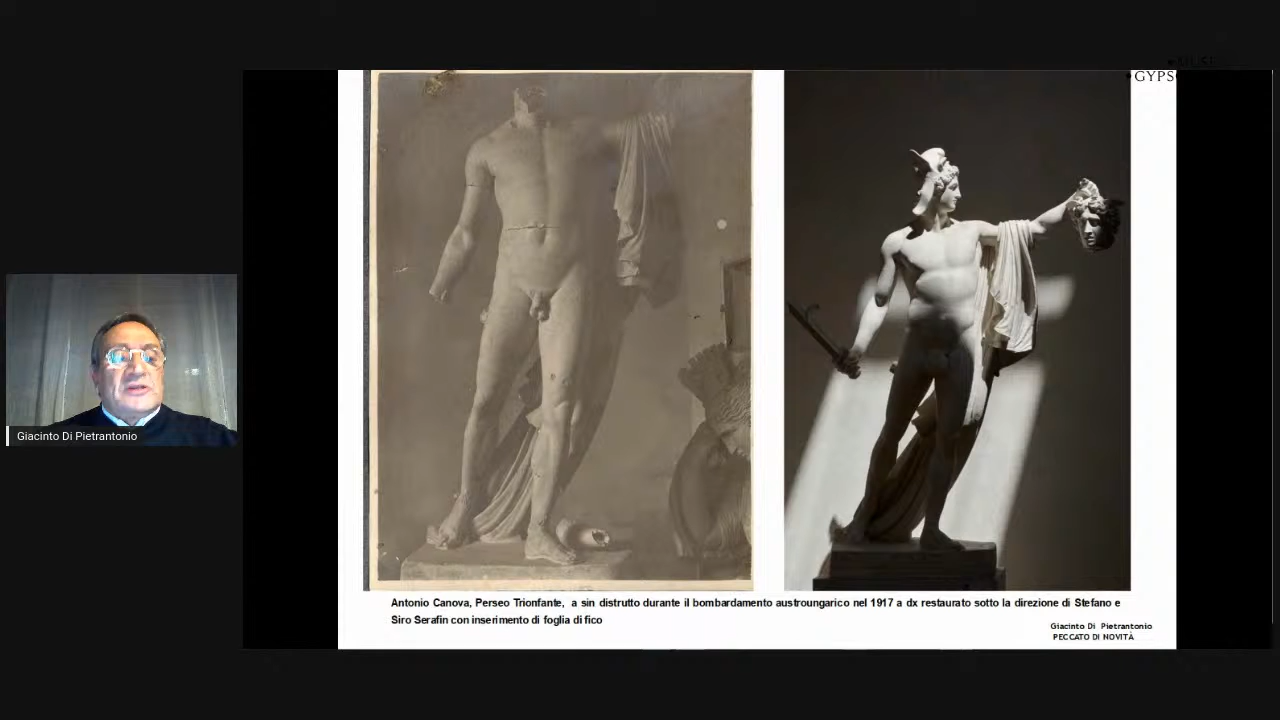 GYPS
Giacinto Di Pietrantonio
Antonio Canova, Perseo Trionfante,  a sin distrutto durante il bombardamento austroungarico nel 1917 a dx restaurato sotto la direzione di Stefano e
Siro Serafin con inserimento di foglia di fico
Giacinto Di  Pietrantonio
PECCATO DI NOVITÀ